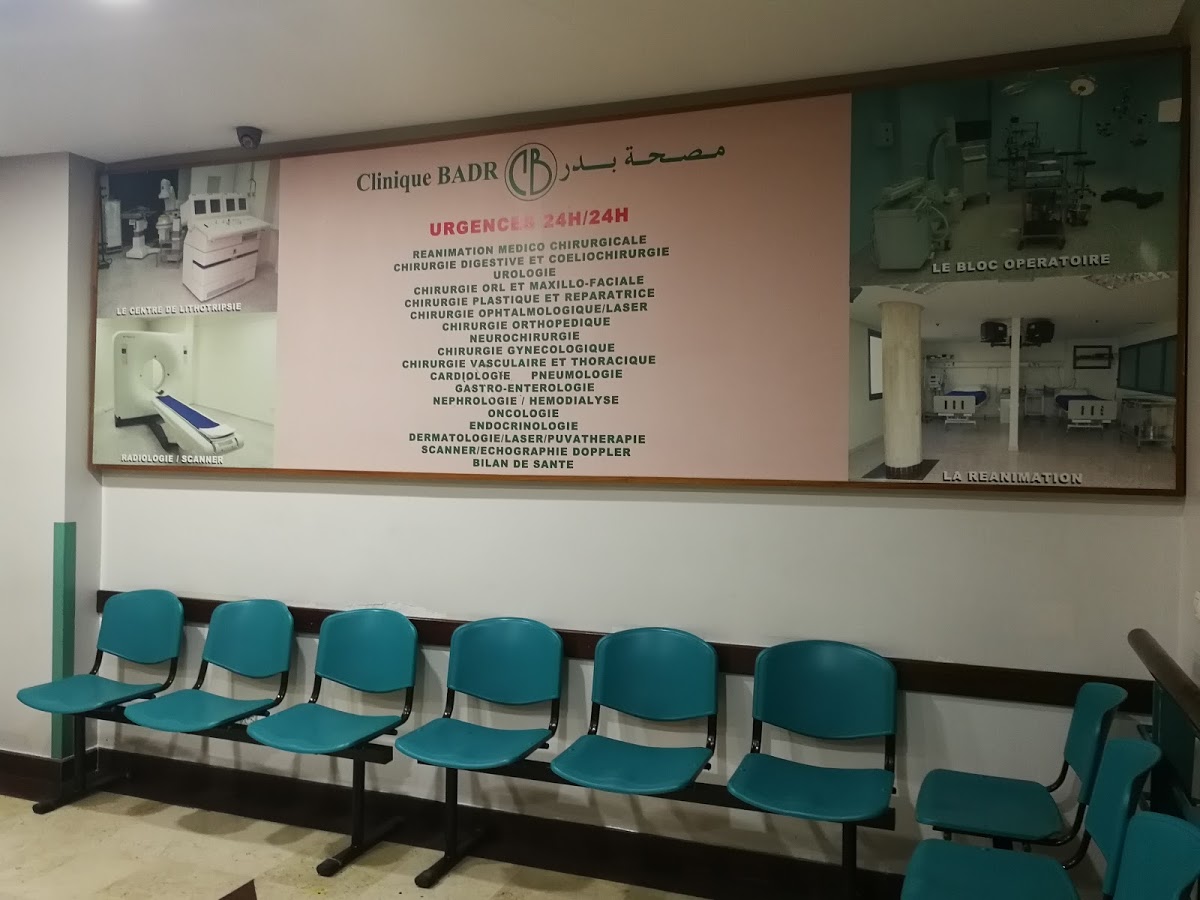 Clinique BADR CB مصحة بدر
URGENCES 24H/24H
REANIMATION MEDICO CHIRURGICALE
CHIRURGIE DIGESTIVE ET COELIOCHIRURGIE
UROLOGIE
CHIRURGIE ORL ET MAXILLO-FACIALE
CHIRURGIE PLASTIQUE ET REPARATRICE
CHIRURGIE OPHTALMOLOGIQUE/LASER
CHIRURGIE ORTHOPEDIQUE
NEUROCHIRURGIE
CHIRURGIE GYNECOLOGIQUE
CHIRURGIE VASCULAIRE ET THORACIQUE
CARDIOLOGIE PNEUMOLOGIE
GASTRO-ENTEROLOGIE
NEPHROLOGIE / HEMODIALYSE
ONCOLOGIE
ENDOCRINOLOGIE
DERMATOLOGIE/LASER/PUVATHERAPIE
SCANNER/ECHOGRAPHIE DOPPLER
BILAN DE SANTE
LE CENTRE DE LITHOTRIPSIE
RADIOLOGIE / SCANNER
LE BLOC OPERATOIRE
LA REANIMATION